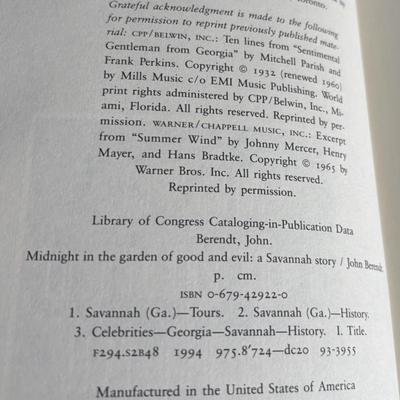 Toronto.
Grateful acknowledgment is made to the following
for permission to reprint previously published mate-
rial: CPP/BELWIN, INC.: Ten lines from “Sentimental
Gentleman from Georgia” by Mitchell Parish and
Frank Perkins. Copyright © 1932 (renewed 1960)
by Mills Music c/o EMI Music Publishing. World
print rights administered by CPP/Belwin, Inc., Mi-
ami, Florida. All rights reserved. Reprinted by per-
mission. WARNER/CHAPPELL MUSIC, INC.: Excerpt
from “Summer Wind” by Johnny Mercer, Henry
Mayer, and Hans Bradtke. Copyright © 1965 by
Warner Bros. Inc. All rights reserved.
Reprinted by permission.
Library of Congress Cataloging-in-Publication Data
Berendt, John.
Midnight in the garden of good and evil: a Savannah story / John Berendt.
p. cm.
ISBN 0-679-42922-0
1. Savannah (Ga.)—Tours. 2. Savannah (Ga.)—History.
3. Celebrities—Georgia—Savannah—History. I. Title.
F294.S2B48 1994 975.8'724—dc20 93-3955
Manufactured in the United States of America